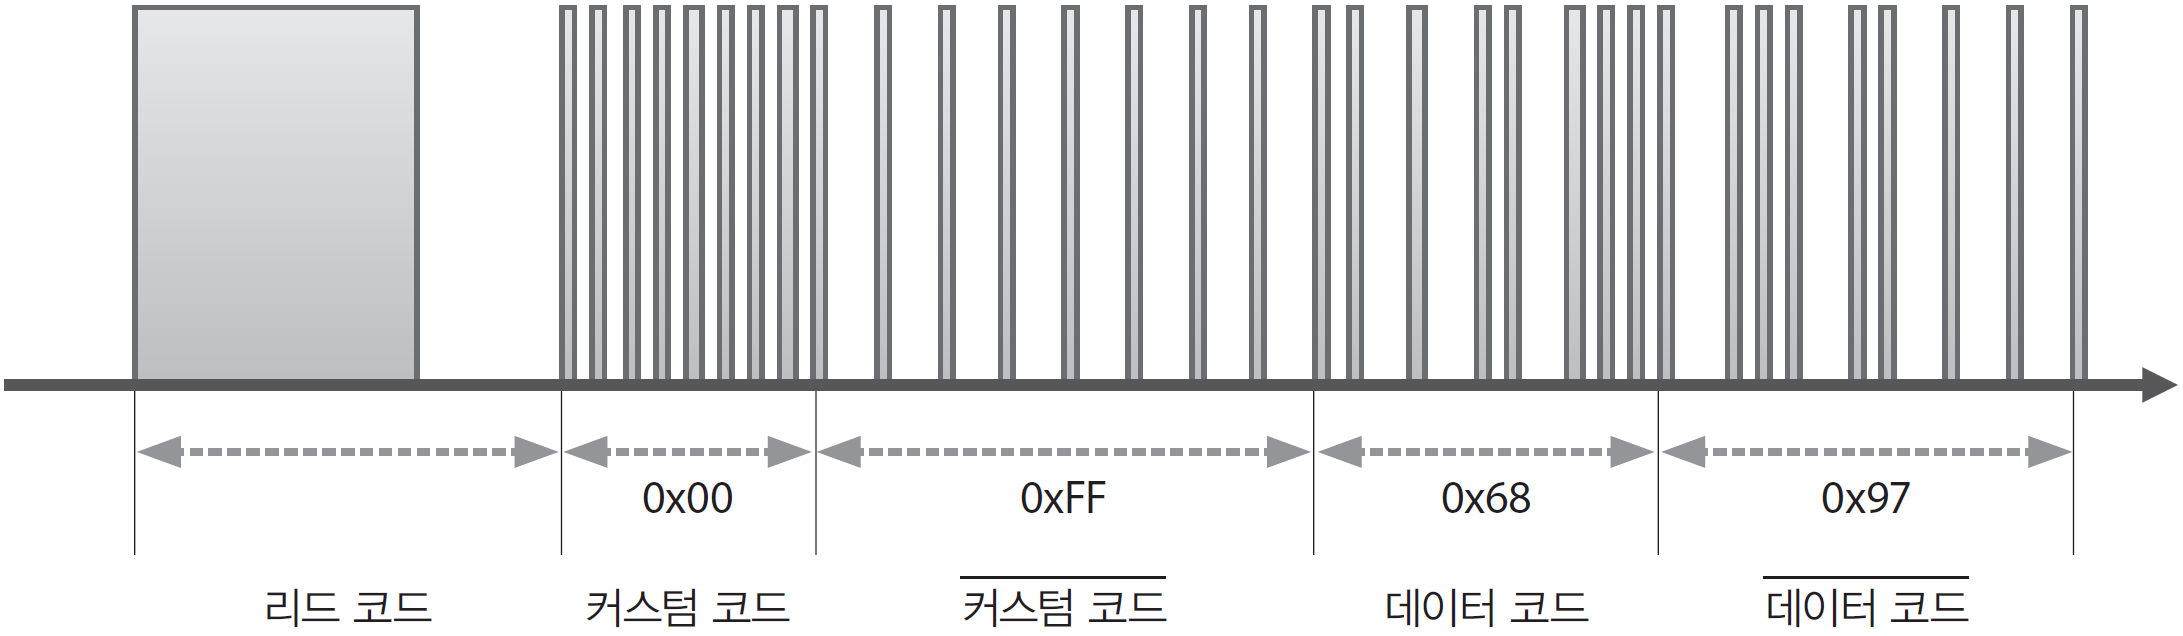 0x00 0xFF 0x68 0x97
리드 코드 커스텀 코드 커스텀 코드 데이터 코드 데이터 코드